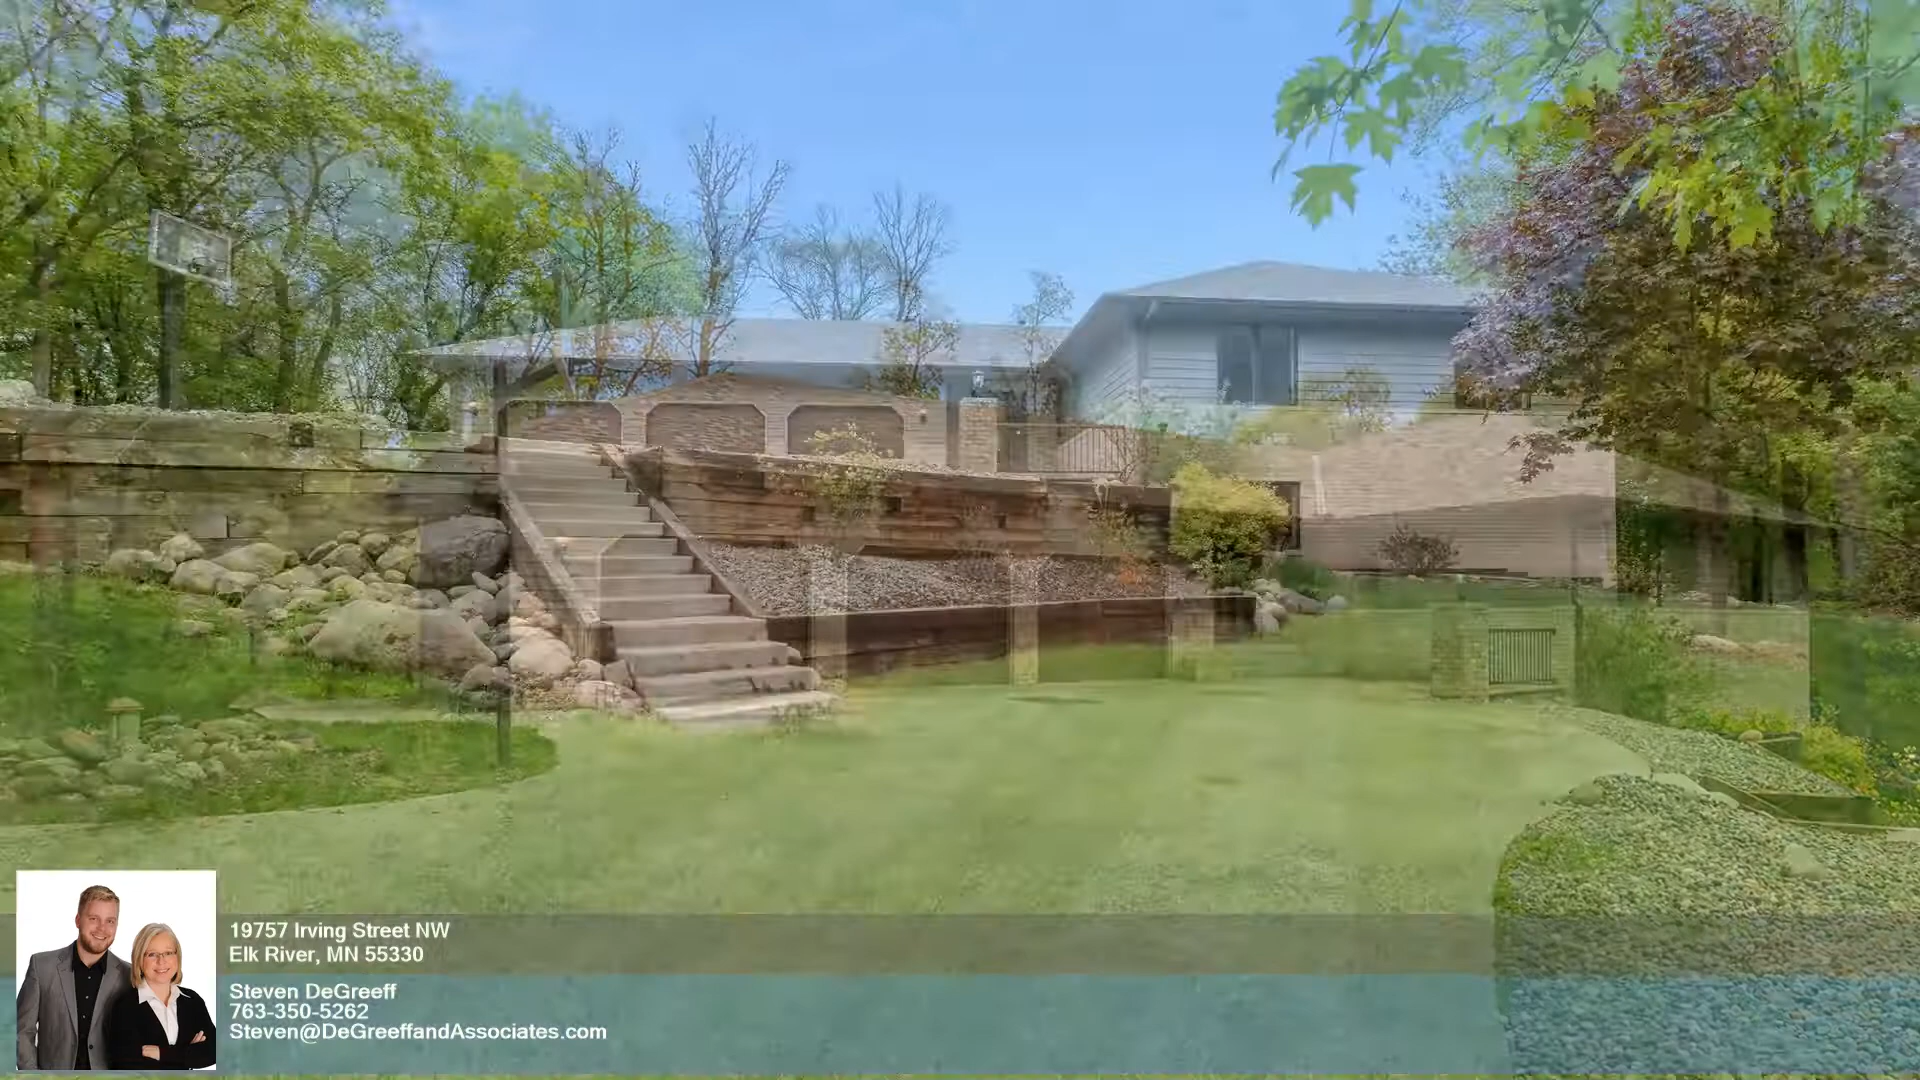 19757 Irving Street NW
Elk River, MN 55330
Steven DeGreeff
763-350-5262
Steven@DeGreeffandAssociates.com